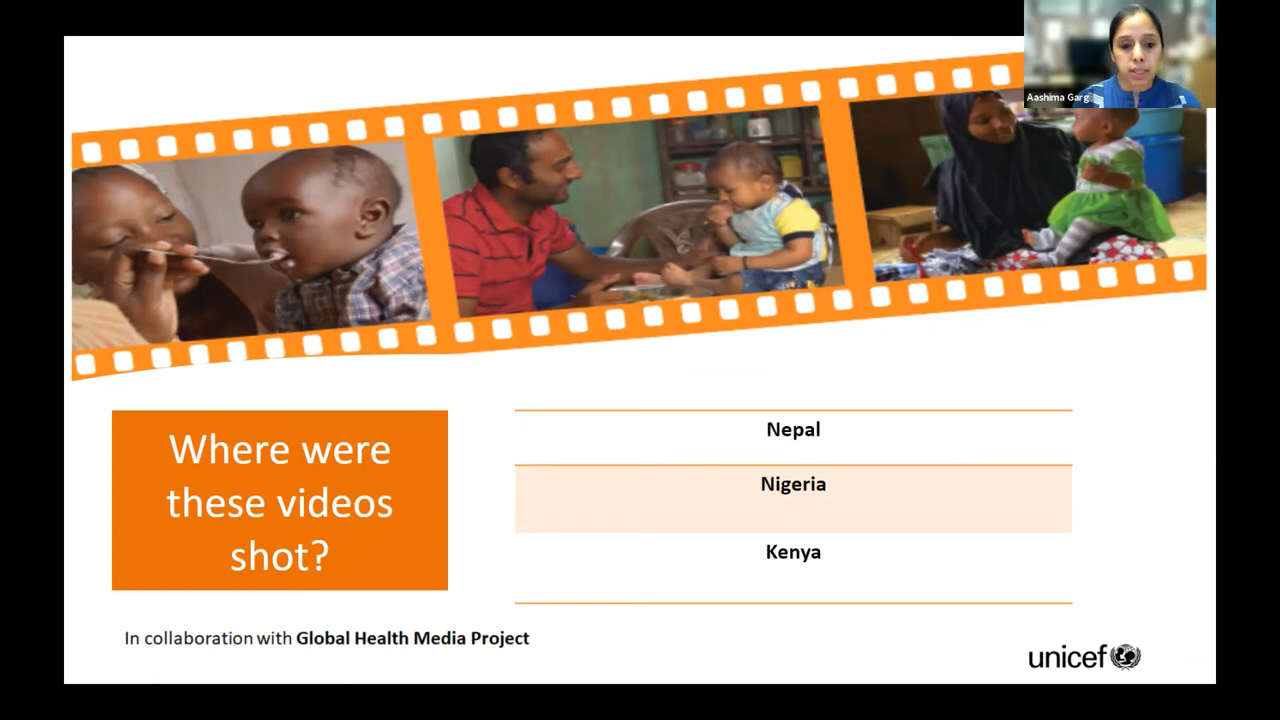 Aashima Garg
Where were
these videos
shot?
Nepal
Nigeria
Kenya
In collaboration with Global Health Media Project
unicef